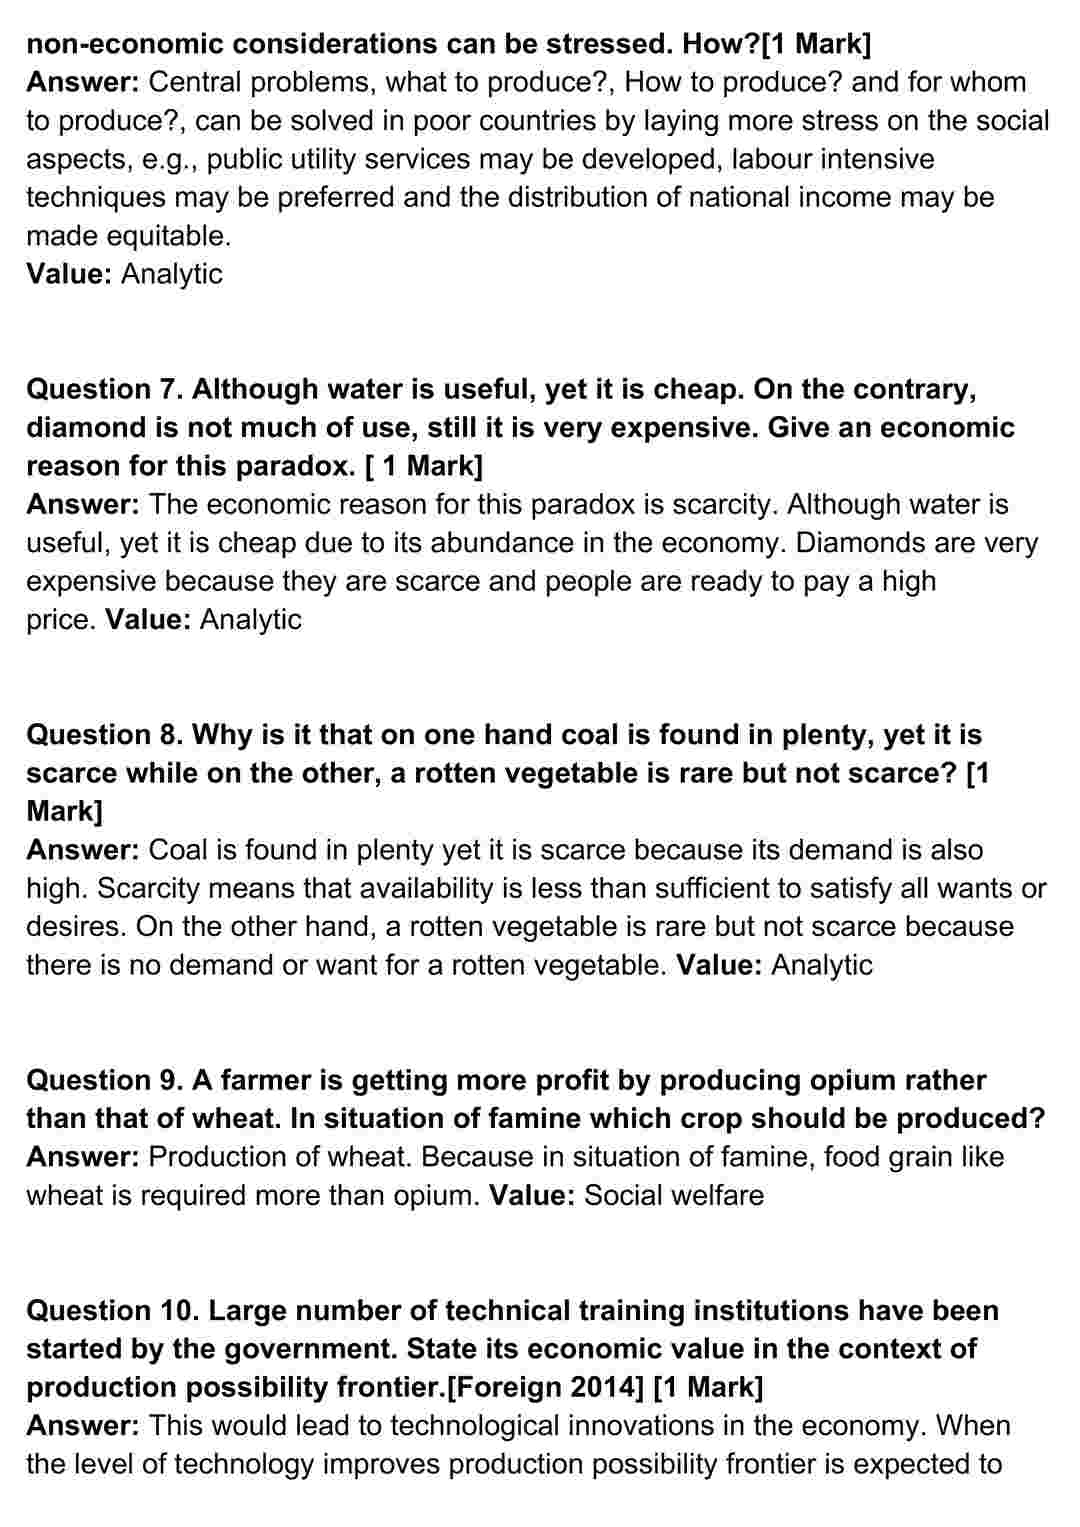 non-economic considerations can be stressed. How?[1 Mark]
Answer: Central problems, what to produce?, How to produce? and for whom
to produce?, can be solved in poor countries by laying more stress on the social
aspects, e.g., public utility services may be developed, labour intensive
techniques may be preferred and the distribution of national income may be
made equitable.
Value: Analytic
Question 7. Although water is useful, yet it is cheap. On the contrary,
diamond is not much of use, still it is very expensive. Give an economic
reason for this paradox. [ 1 Mark]
Answer: The economic reason for this paradox is scarcity. Although water is
useful, yet it is cheap due to its abundance in the economy. Diamonds are very
expensive because they are scarce and people are ready to pay a high
price. Value: Analytic
Question 8. Why is it that on one hand coal is found in plenty, yet it is
scarce while on the other, a rotten vegetable is rare but not scarce? [1
Mark]
Answer: Coal is found in plenty yet it is scarce because its demand is also
high. Scarcity means that availability is less than sufficient to satisfy all wants or
desires. On the other hand, a rotten vegetable is rare but not scarce because
there is no demand or want for a rotten vegetable. Value: Analytic
Question 9. A farmer is getting more profit by producing opium rather
than that of wheat. In situation of famine which crop should be produced?
Answer: Production of wheat. Because in situation of famine, food grain like
wheat is required more than opium. Value: Social welfare
Question 10. Large number of technical training institutions have been
started by the government. State its economic value in the context of
production possibility frontier.[Foreign 2014] [1 Mark]
Answer: This would lead to technological innovations in the economy. When
the level of technology improves production possibility frontier is expected to